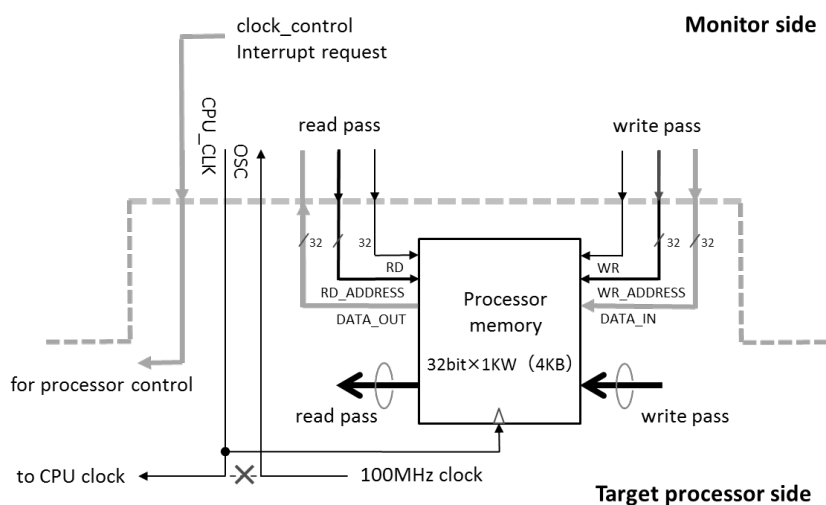 clock_control
Interrupt request
Monitor side
CPU_CLK
OSC
read pass
write pass
32
32
32
32
RD
WR
RD_ADDRESS
WR_ADDRESS
DATA_OUT
DATA_IN
Processor
memory
32bit×1KW（4KB）
for processor control
read pass
write pass
to CPU clock
100MHz clock
Target processor side